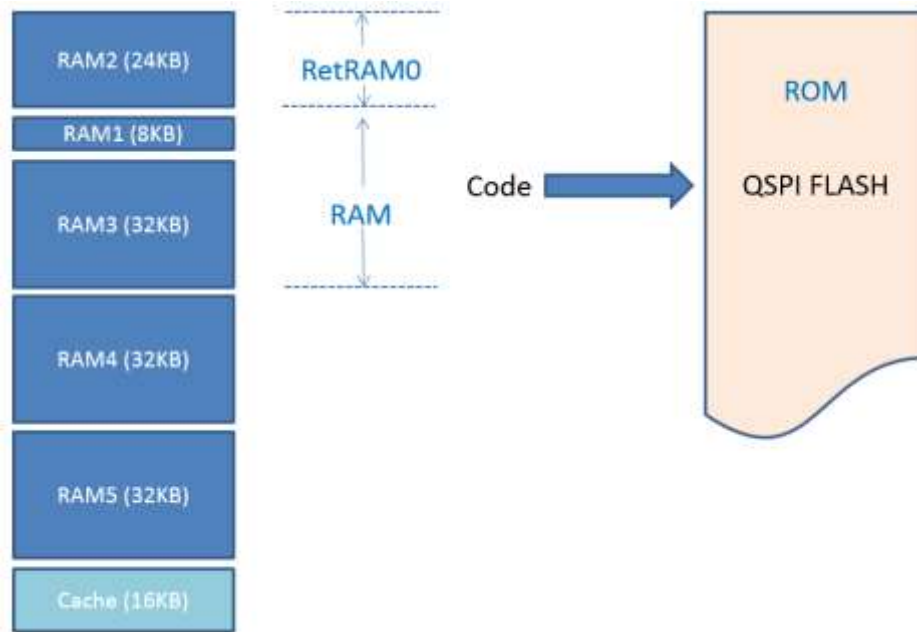 RAM2 (24KB)
RAM1 (8KB)
RAM3 (32KB)
RAM4 (32KB)
RAM5 (32KB)
Cache (16KB)
RetRAM0
RAM
Code
ROM
QSPI FLASH